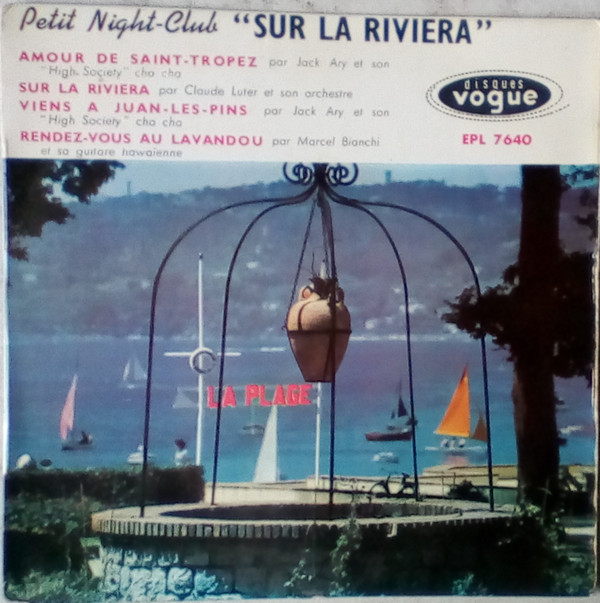 Petit Night-Club "SUR LA RIVIERA"
AMOUR DE SAINT-TROPEZ par Jack Ary et son
"High Society" cha cha
SUR LA RIVIERA par Claude Luter et son orchestre
VIENS A JUAN-LES-PINS par Jack Ary et son
"High Society" cha cha
RENDEZ-VOUS AU LAVANDOU par Marcel Bianchi
et sa guitare hawaïenne
disques
vogue
EPL 7640
LA PLAGE